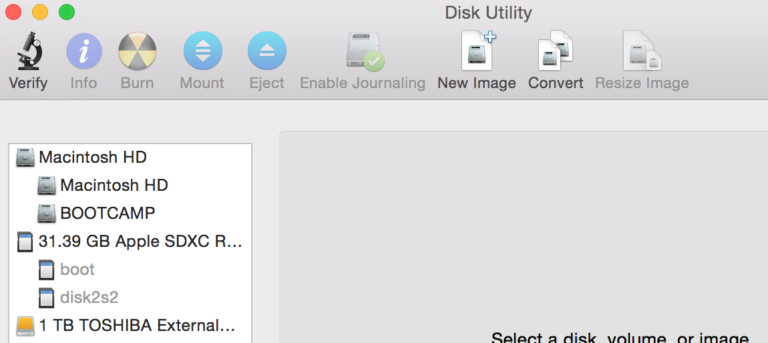 Disk Utility
Verify Info Burn Mount Eject Enable Journaling New Image Convert Resize Image
Macintosh HD
Macintosh HD
BOOTCAMP
31.39 GB Apple SDXC R...
boot
disk2s2
1 TB TOSHIBA External...
Select a disk, volume, or image